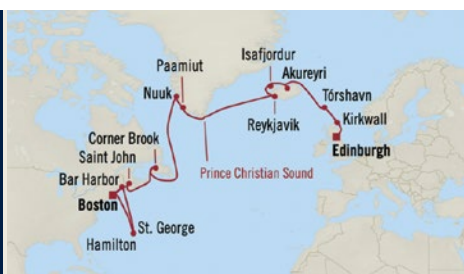 Isafjordur
Paamiut
Akureyri
Nuuk
Tórshavn
Kirkwall
Reykjavik
Corner Brook
Edinburgh
Saint John
Prince Christian Sound
Bar Harbor
Boston
St. George
Hamilton